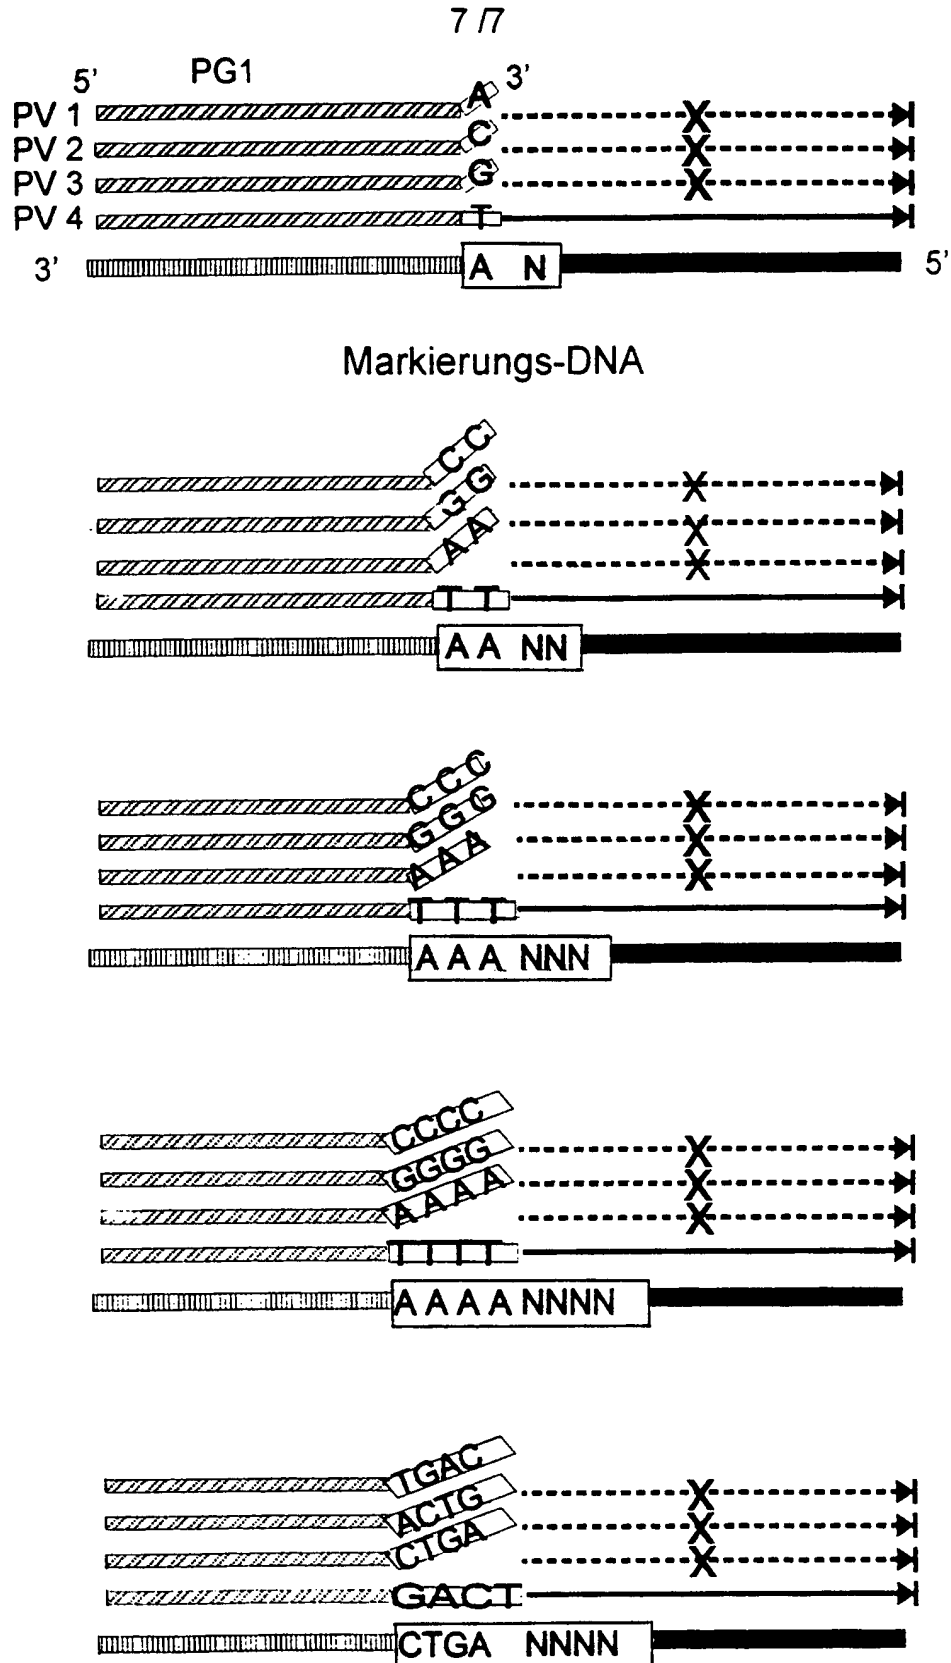 7 / 7
5' PG1 3'
PV 1 A X
PV 2 C X
PV 3 G X
PV 4 T
3' A N 5'
Markierungs-DNA
CC X
GG X
AA X
TT
AA NN
CCC X
GGG X
AAA X
TTT
AAA NNN
CCCC X
GGGG X
AAAA X
TTTT
AAAA NNNN
TGAC X
ACTG X
CTGA X
GACT
CTGA NNNN